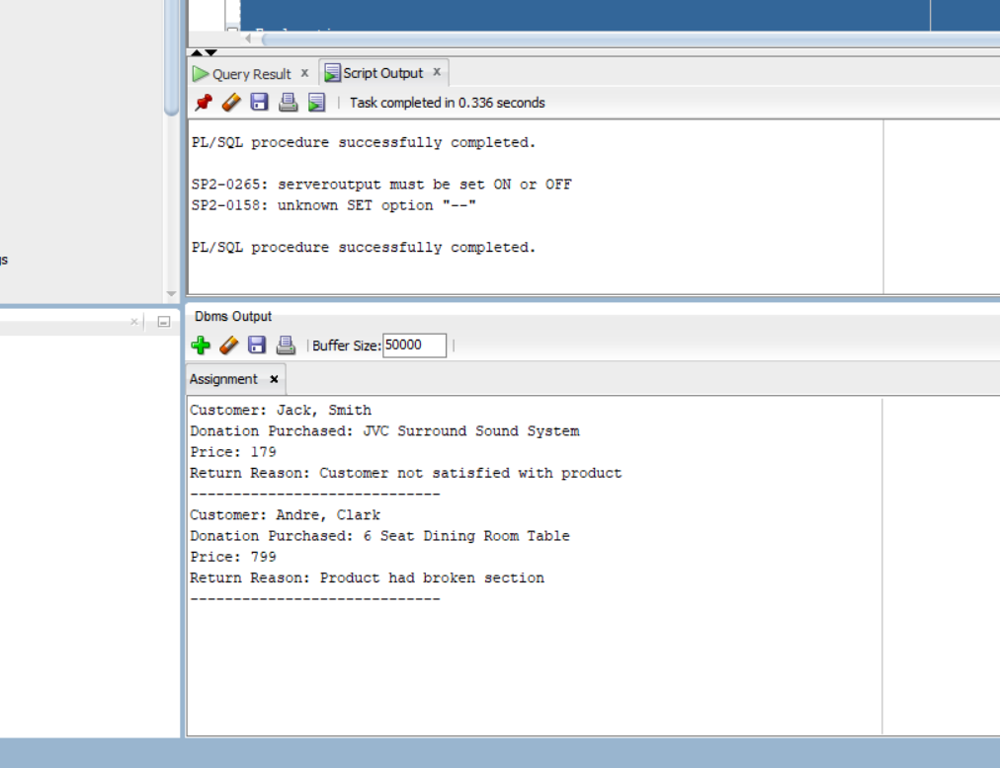 Query Result x Script Output x
Task completed in 0.336 seconds
PL/SQL procedure successfully completed.
SP2-0265: serveroutput must be set ON or OFF
SP2-0158: unknown SET option "--"
PL/SQL procedure successfully completed.
Dbms Output
Buffer Size: 50000
Assignment x
Customer: Jack, Smith
Donation Purchased: JVC Surround Sound System
Price: 179
Return Reason: Customer not satisfied with product
-----------------------------
Customer: Andre, Clark
Donation Purchased: 6 Seat Dining Room Table
Price: 799
Return Reason: Product had broken section
-----------------------------